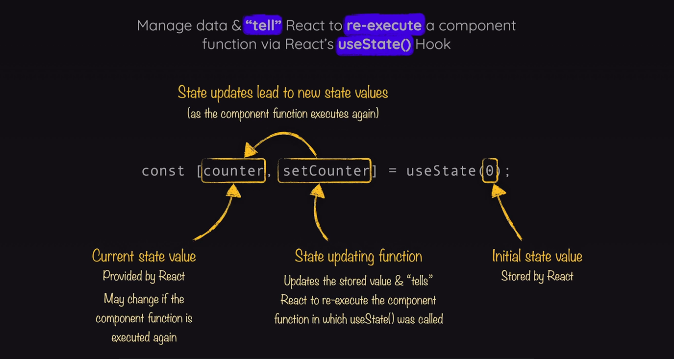 Manage data & “tell” React to re-execute a component
function via React’s useState() Hook
State updates lead to new state values
(as the component function executes again)
const [counter, setCounter] = useState(0);
Current state value
Provided by React
May change if the
component function is
executed again
State updating function
Updates the stored value & “tells”
React to re-execute the component
function in which useState() was called
Initial state value
Stored by React